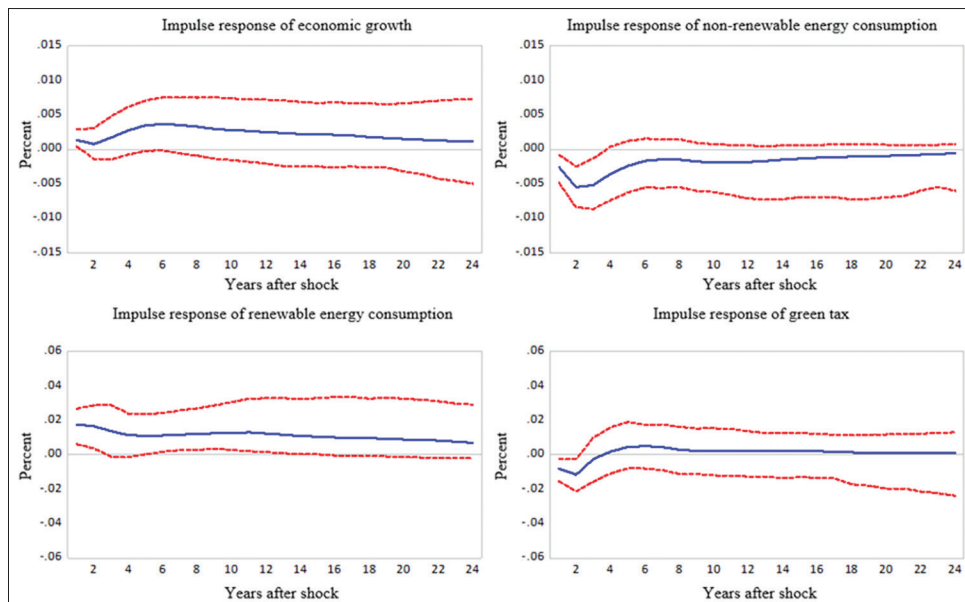 Impulse response of economic growth
.015
.010
.005
.000
-.005
-.010
-.015
Percent
2 4 6 8 10 12 14 16 18 20 22 24
Years after shock
Impulse response of non-renewable energy consumption
.015
.010
.005
.000
-.005
-.010
-.015
Percent
2 4 6 8 10 12 14 16 18 20 22 24
Years after shock
Impulse response of renewable energy consumption
.06
.04
.02
.00
-.02
-.04
-.06
Percent
2 4 6 8 10 12 14 16 18 20 22 24
Years after shock
Impulse response of green tax
.06
.04
.02
.00
-.02
-.04
-.06
Percent
2 4 6 8 10 12 14 16 18 20 22 24
Years after shock